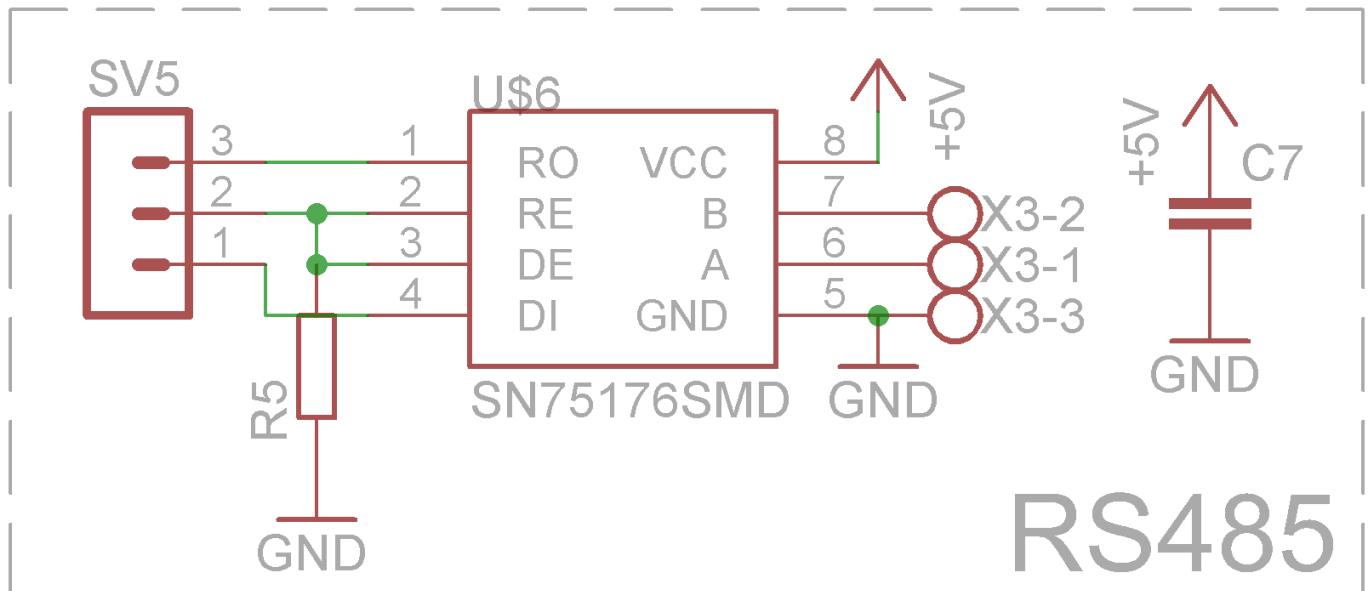 SV5
3
2
1
U$6
1
2
3
4
RO
RE
DE
DI
VCC
B
A
GND
8
7
6
5
SN75176SMD
+5V
X3-2
X3-1
X3-3
GND
R5
GND
+5V
C7
GND
RS485